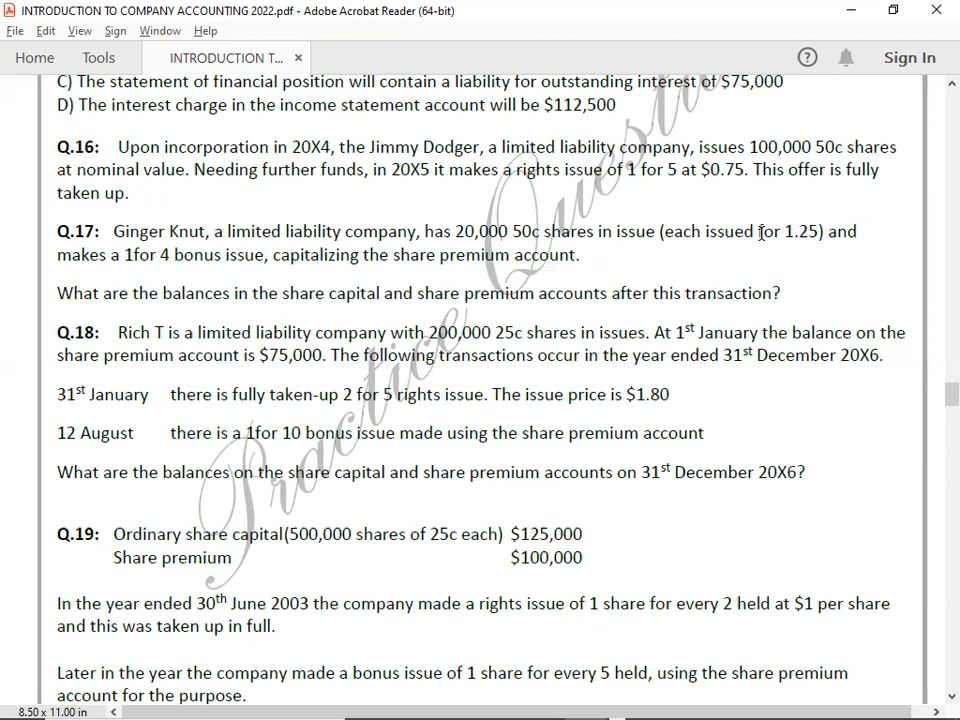 INTRODUCTION TO COMPANY ACCOUNTING 2022.pdf - Adobe Acrobat Reader (64-bit)
File Edit View Sign Window Help
Home Tools INTRODUCTION T... × Sign In
C) The statement of financial position will contain a liability for outstanding interest of $75,000
D) The interest charge in the income statement account will be $112,500
Q.16: Upon incorporation in 20X4, the Jimmy Dodger, a limited liability company, issues 100,000 50c shares
at nominal value. Needing further funds, in 20X5 it makes a rights issue of 1 for 5 at $0.75. This offer is fully
taken up.
Q.17: Ginger Knut, a limited liability company, has 20,000 50c shares in issue (each issued for 1.25) and
makes a 1for 4 bonus issue, capitalizing the share premium account.
What are the balances in the share capital and share premium accounts after this transaction?
Q.18: Rich T is a limited liability company with 200,000 25c shares in issues. At 1st January the balance on the
share premium account is $75,000. The following transactions occur in the year ended 31st December 20X6.
31st January there is fully taken-up 2 for 5 rights issue. The issue price is $1.80
12 August there is a 1for 10 bonus issue made using the share premium account
What are the balances on the share capital and share premium accounts on 31st December 20X6?
Q.19: Ordinary share capital(500,000 shares of 25c each) $125,000
Share premium $100,000
In the year ended 30th June 2003 the company made a rights issue of 1 share for every 2 held at $1 per share
and this was taken up in full.
Later in the year the company made a bonus issue of 1 share for every 5 held, using the share premium
account for the purpose.
8.50 x 11.00 in
Practice Questi